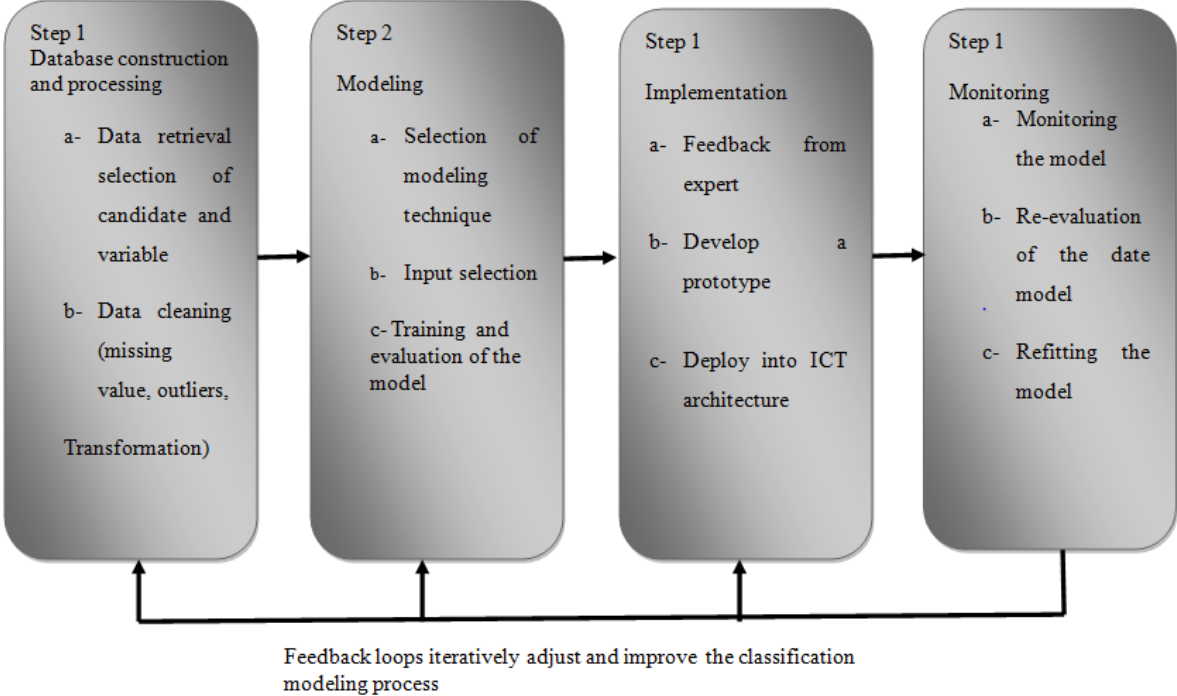 Step 1
Database construction
and processing
a- Data retrieval
selection of
candidate and
variable
b- Data cleaning
(missing
value, outliers,
Transformation)
Step 2
Modeling
a- Selection of
modeling
technique
b- Input selection
c- Training and
evaluation of the
model
Step 1
Implementation
a- Feedback from
expert
b- Develop a
prototype
c- Deploy into ICT
architecture
Step 1
Monitoring
a- Monitoring
the model
b- Re-evaluation
of the date
model
c- Refitting the
model
Feedback loops iteratively adjust and improve the classification
modeling process